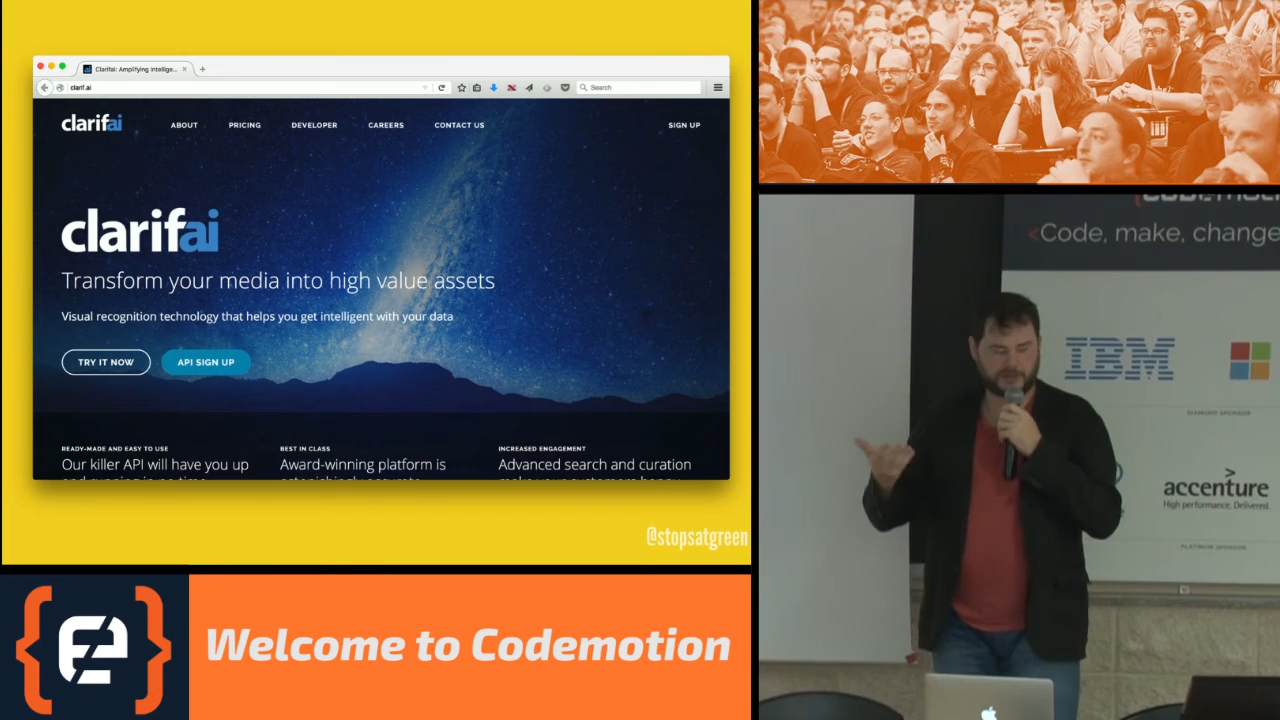 Clarifai: Amplifying Intellige...
clarif.ai
Search
clarifai
ABOUT
PRICING
DEVELOPER
CAREERS
CONTACT US
SIGN UP
clarifai
Transform your media into high value assets
Visual recognition technology that helps you get intelligent with your data
TRY IT NOW
API SIGN UP
READY-MADE AND EASY TO USE
Our killer API will have you up
BEST IN CLASS
Award-winning platform is
INCREASED ENGAGEMENT
Advanced search and curation
@stopsatgreen
Welcome to Codemotion
<Code, make, change
IBM
DIAMOND SPONSOR
accenture
High performance. Delivered.
PLATINUM SPONSOR